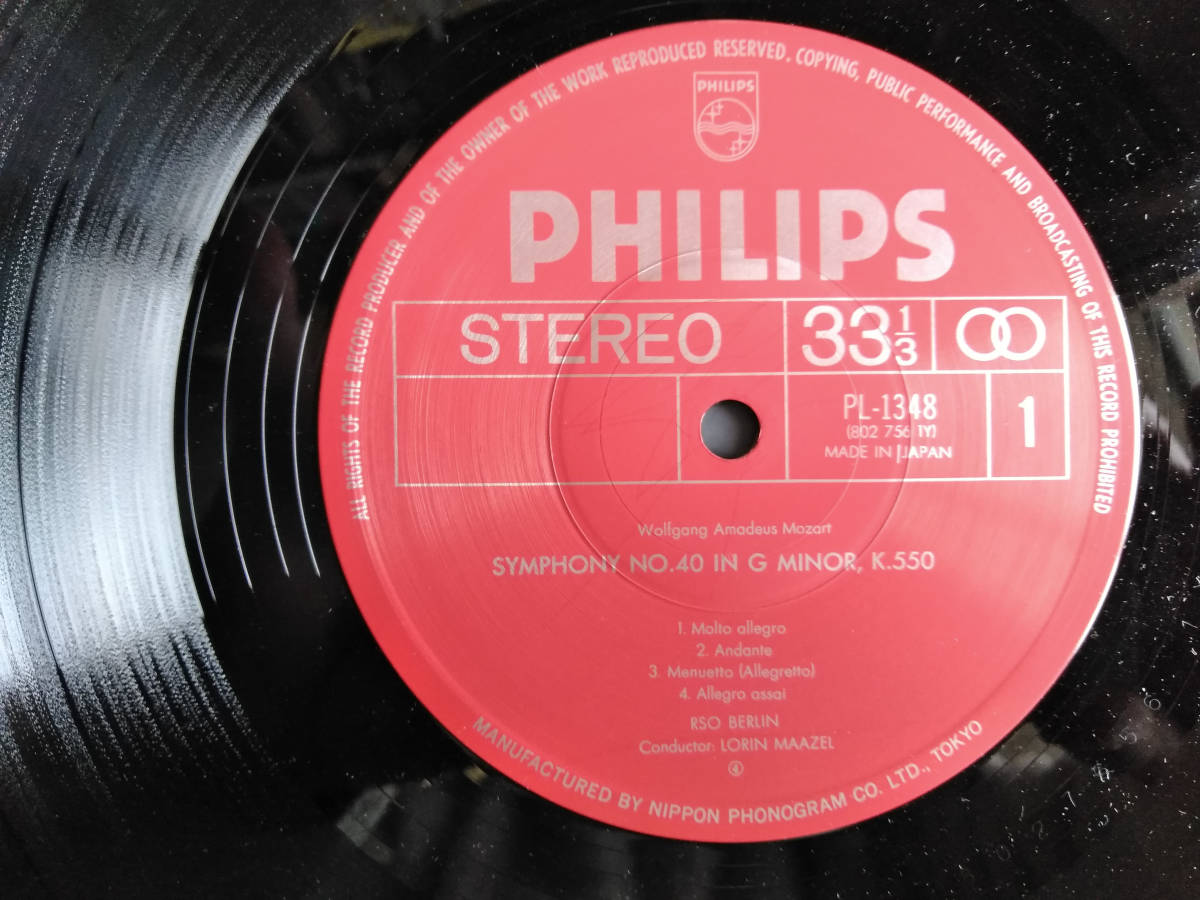 ALL RIGHTS OF THE RECORD PRODUCER AND OF THE OWNER OF THE WORK REPRODUCED RESERVED. COPYING, PUBLIC PERFORMANCE AND BROADCASTING OF THIS RECORD PROHIBITED
PHILIPS
PHILIPS
STEREO
33 1/3
PL-1348
(802 756 1Y)
MADE IN JAPAN
1
Wolfgang Amadeus Mozart
SYMPHONY NO.40 IN G MINOR, K.550
1. Molto allegro
2. Andante
3. Menuetto (Allegretto)
4. Allegro assai
RSO BERLIN
Conductor: LORIN MAAZEL
④
MANUFACTURED BY NIPPON PHONOGRAM CO. LTD., TOKYO